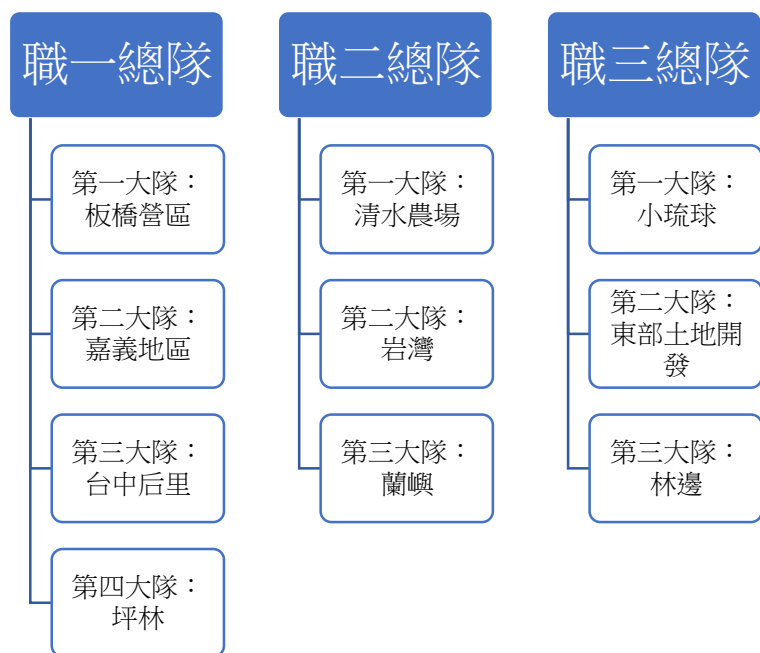 職一總隊
第一大隊：
板橋營區
第二大隊：
嘉義地區
第三大隊：
台中后里
第四大隊：
坪林
職二總隊
第一大隊：
清水農場
第二大隊：
岩灣
第三大隊：
蘭嶼
職三總隊
第一大隊：
小琉球
第二大隊：
東部土地開
發
第三大隊：
林邊